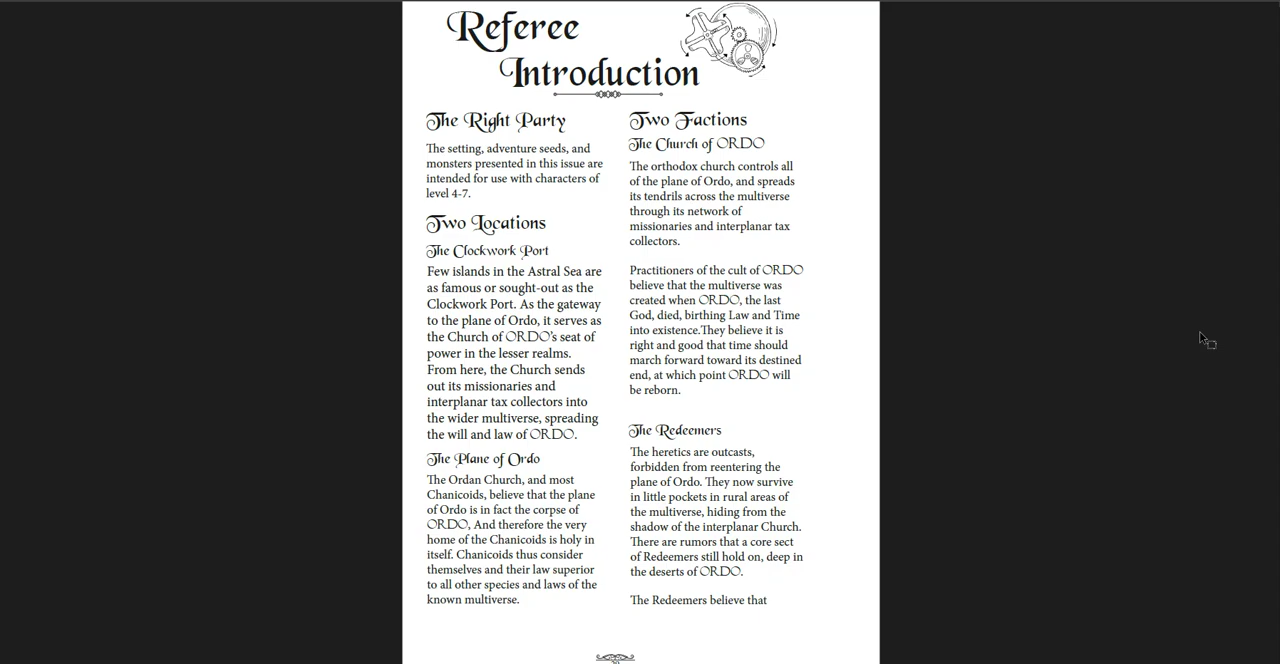 Referee
Introduction
The Right Party
The setting, adventure seeds, and
monsters presented in this issue are
intended for use with characters of
level 4-7.
Two Locations
The Clockwork Port
Few islands in the Astral Sea are
as famous or sought-out as the
Clockwork Port. As the gateway
to the plane of Ordo, it serves as
the Church of ORDO's seat of
power in the lesser realms.
From here, the Church sends
out its missionaries and
interplanar tax collectors into
the wider multiverse, spreading
the will and law of ORDO.
The Plane of Ordo
The Ordan Church, and most
Chanicoids, believe that the plane
of Ordo is in fact the corpse of
ORDO, And therefore the very
home of the Chanicoids is holy in
itself. Chanicoids thus consider
themselves and their law superior
to all other species and laws of the
known multiverse.
Two Factions
The Church of ORDO
The orthodox church controls all
of the plane of Ordo, and spreads
its tendrils across the multiverse
through its network of
missionaries and interplanar tax
collectors.
Practitioners of the cult of ORDO
believe that the multiverse was
created when ORDO, the last
God, died, birthing Law and Time
into existence.They believe it is
right and good that time should
march forward toward its destined
end, at which point ORDO will
be reborn.
The Redeemers
The heretics are outcasts,
forbidden from reentering the
plane of Ordo. They now survive
in little pockets in rural areas of
the multiverse, hiding from the
shadow of the interplanar Church.
There are rumors that a core sect
of Redeemers still hold on, deep in
the deserts of ORDO.
The Redeemers believe that